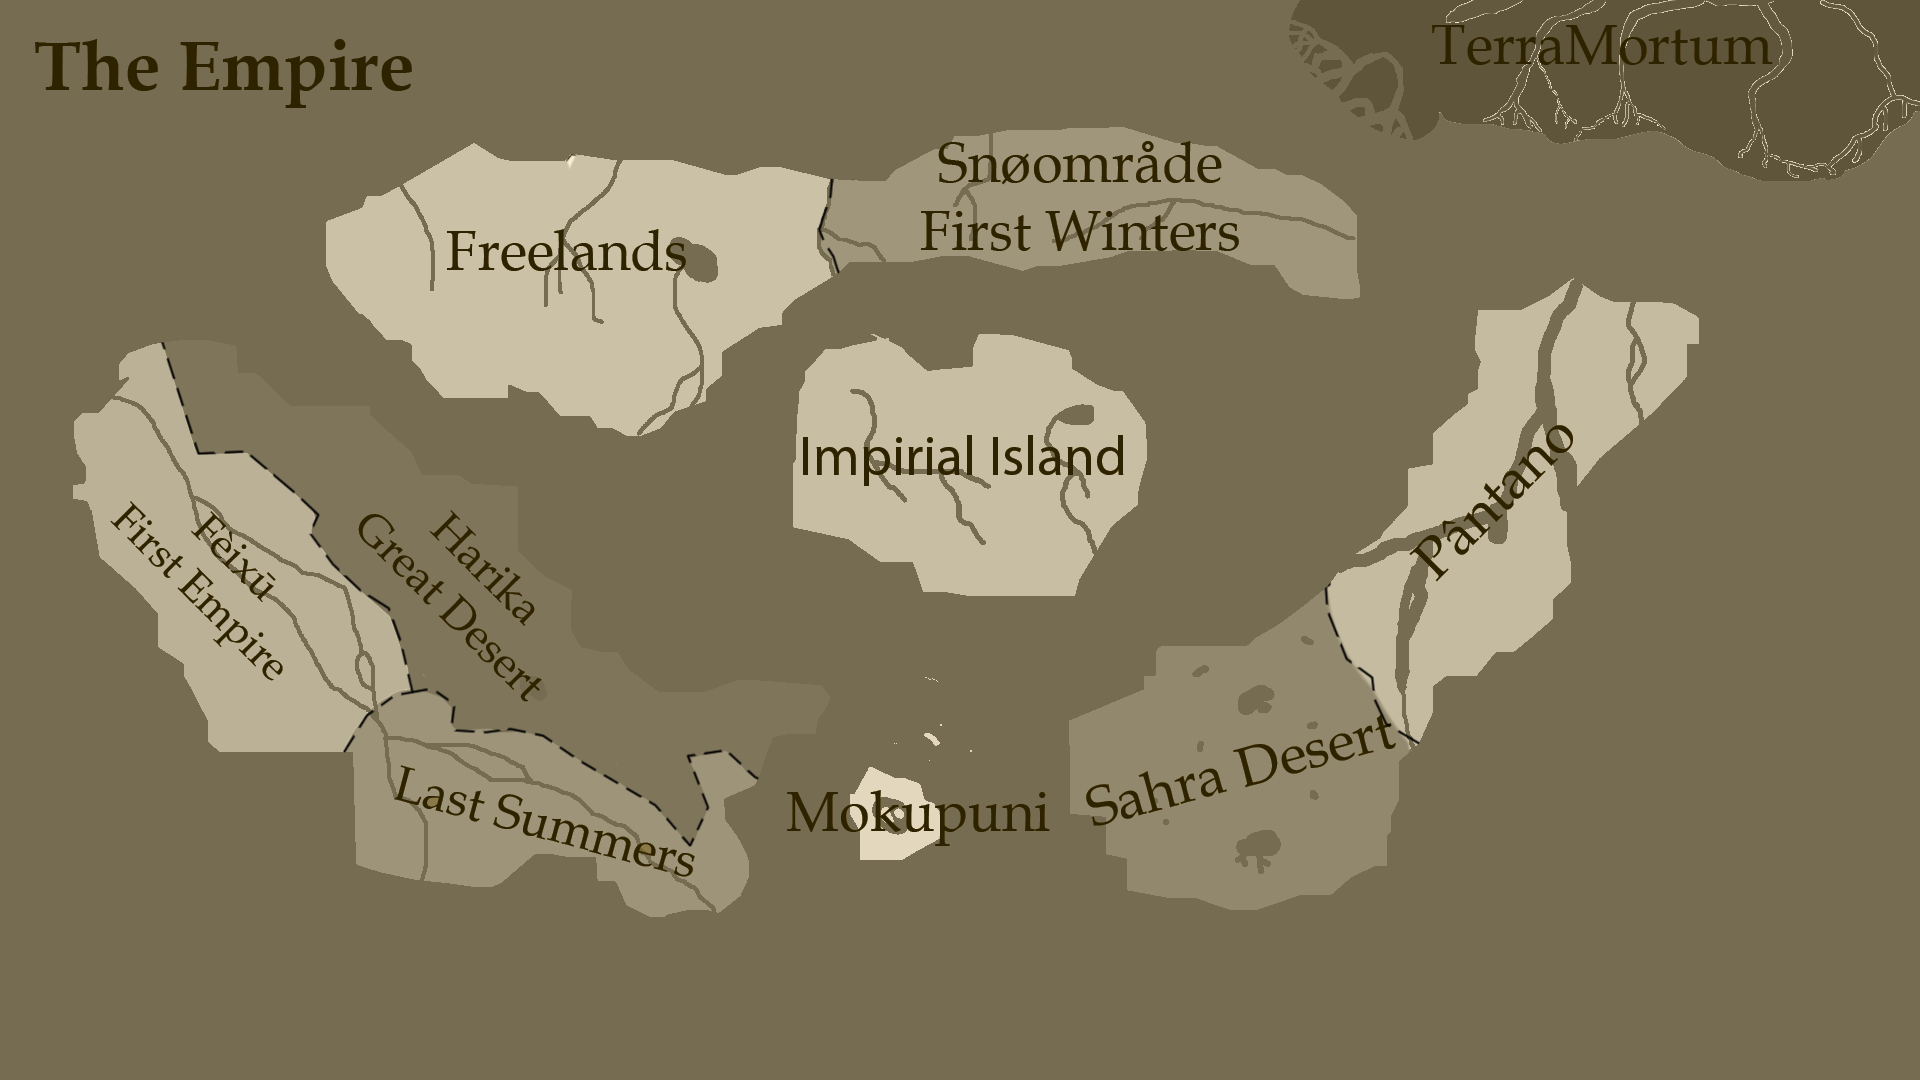 The Empire
TerraMortum
Snøområde
First Winters
Freelands
Impirial Island
Pântano
Fèixū
First Empire
Harika
Great Desert
Last Summers
Mokupuni
Sahra Desert